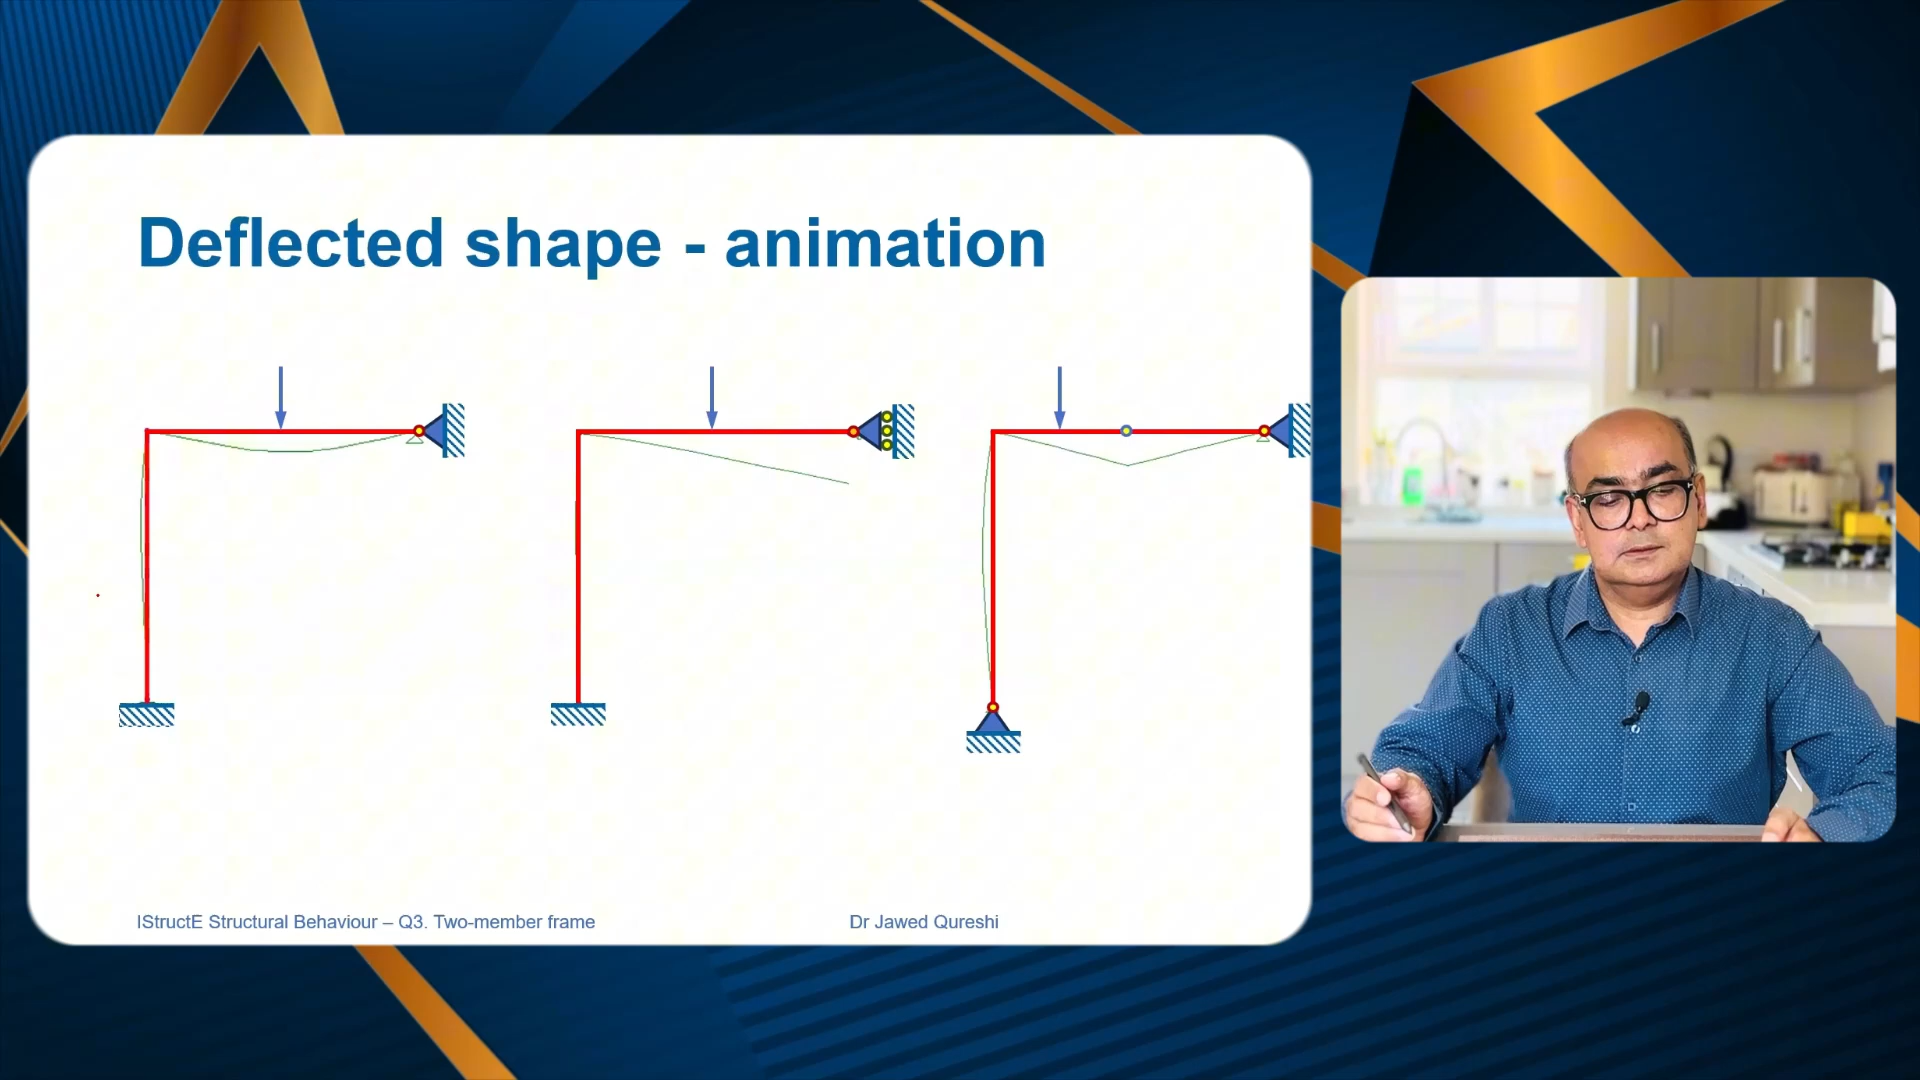 Deflected shape - animation
IStructE Structural Behaviour – Q3. Two-member frame
Dr Jawed Qureshi